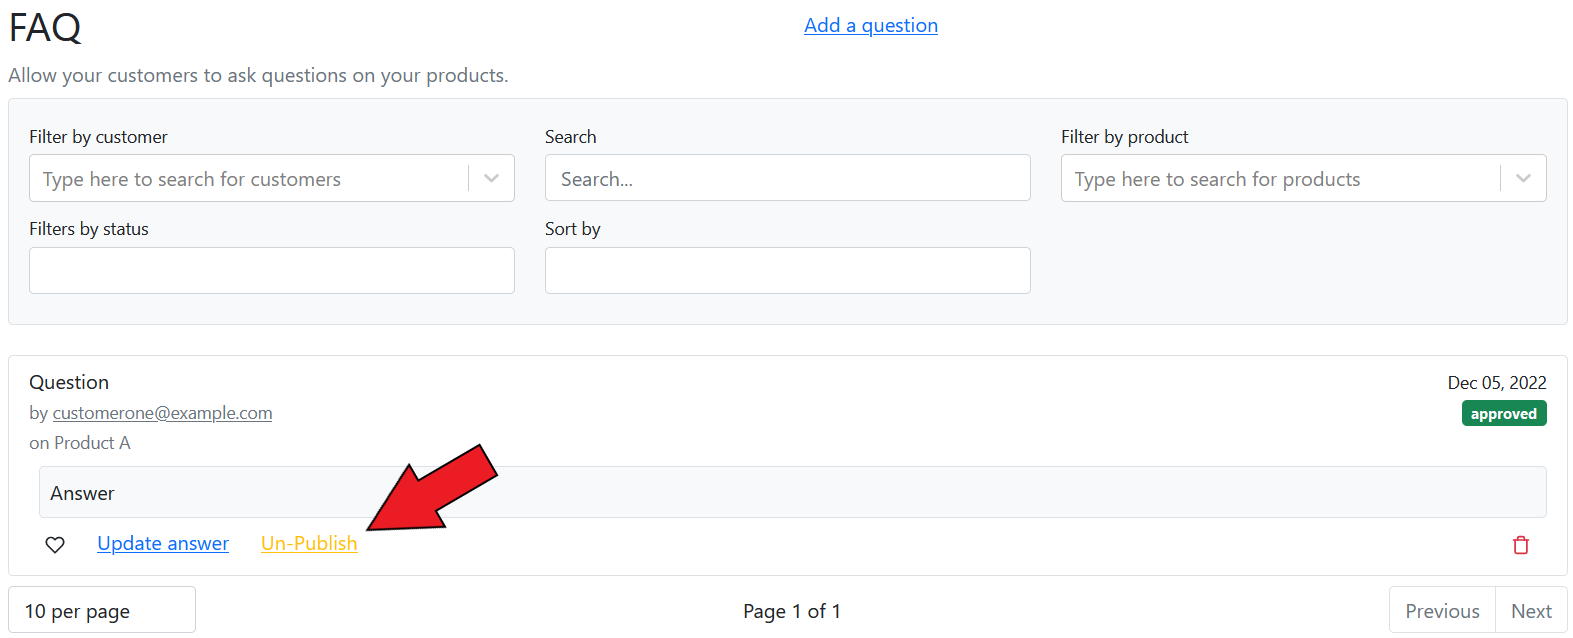 FAQ
Add a question
Allow your customers to ask questions on your products.
Filter by customer
Search
Filter by product
Type here to search for customers
Search...
Type here to search for products
Filters by status
Sort by
Question
Dec 05, 2022
by customerone@example.com
approved
on Product A
Answer
Update answer
Un-Publish
10 per page
Page 1 of 1
Previous
Next